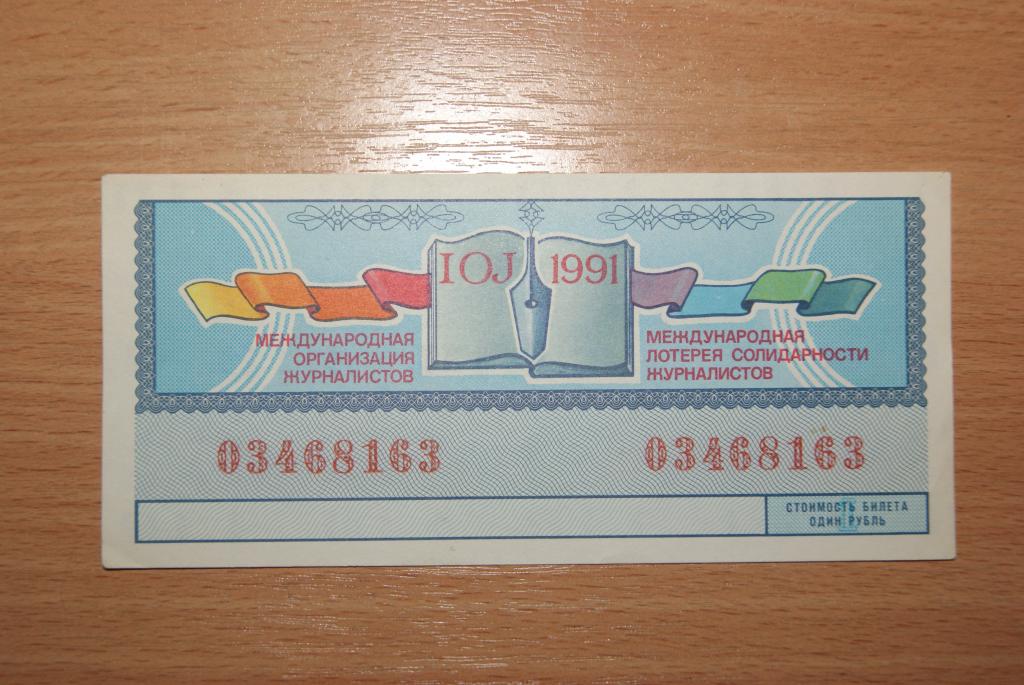 IOJ 1991
МЕЖДУНАРОДНАЯ
ОРГАНИЗАЦИЯ
ЖУРНАЛИСТОВ
МЕЖДУНАРОДНАЯ
ЛОТЕРЕЯ СОЛИДАРНОСТИ
ЖУРНАЛИСТОВ
03468163
03468163
СТОИМОСТЬ БИЛЕТА
ОДИН РУБЛЬ